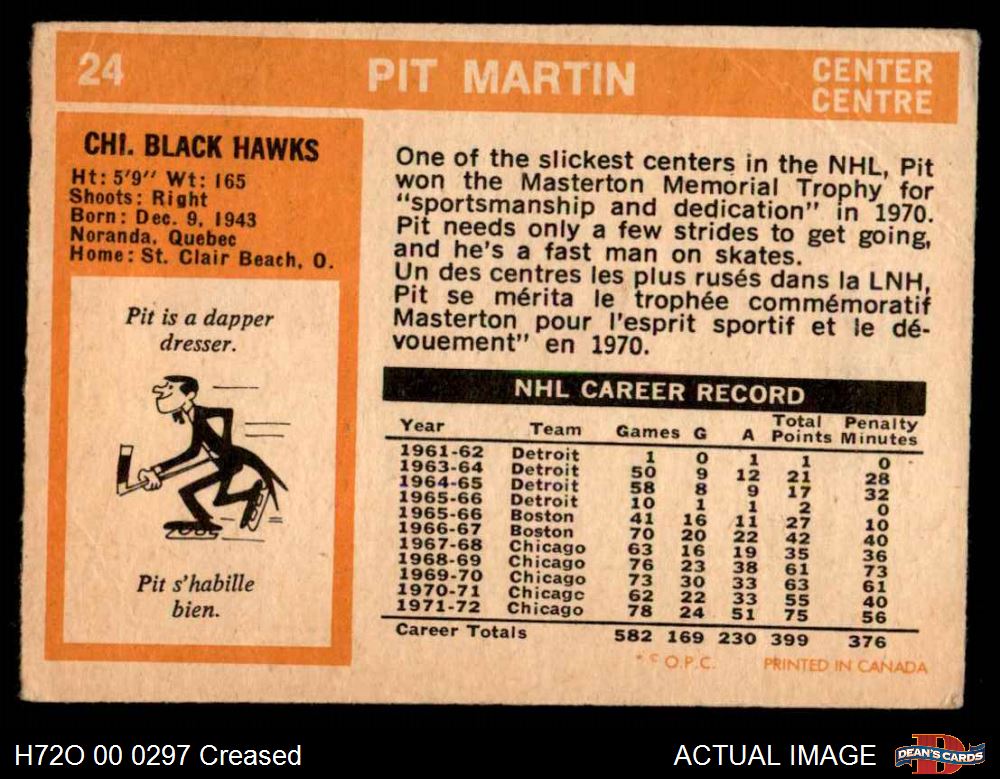 24
PIT MARTIN
CENTER
CENTRE
CHI. BLACK HAWKS
Ht: 5'9" Wt: 165
Shoots: Right
Born: Dec. 9, 1943
Noranda, Quebec
Home: St. Clair Beach, O.
Pit is a dapper
dresser.
Pit s'habille
bien.
One of the slickest centers in the NHL, Pit
won the Masterton Memorial Trophy for
"sportsmanship and dedication" in 1970.
Pit needs only a few strides to get going,
and he's a fast man on skates.
Un des centres les plus rusés dans la LNH,
Pit se mérita le trophée commémoratif
Masterton pour l'esprit sportif et le dé-
vouement" en 1970.
NHL CAREER RECORD
Year Team Games G A Total Points Penalty Minutes
1961-62 Detroit 1 0 1 1 0
1963-64 Detroit 50 9 12 21 28
1964-65 Detroit 58 8 9 17 32
1965-66 Detroit 10 1 1 2 0
1965-66 Boston 41 16 11 27 10
1966-67 Boston 70 20 22 42 40
1967-68 Chicago 63 16 19 35 36
1968-69 Chicago 76 23 38 61 73
1969-70 Chicago 73 30 33 63 61
1970-71 Chicago 62 22 33 55 40
1971-72 Chicago 78 24 51 75 56
Career Totals 582 169 230 399 376
* © O.P.C. PRINTED IN CANADA
H72O 00 0297 Creased
ACTUAL IMAGE
DEAN'S CARDS